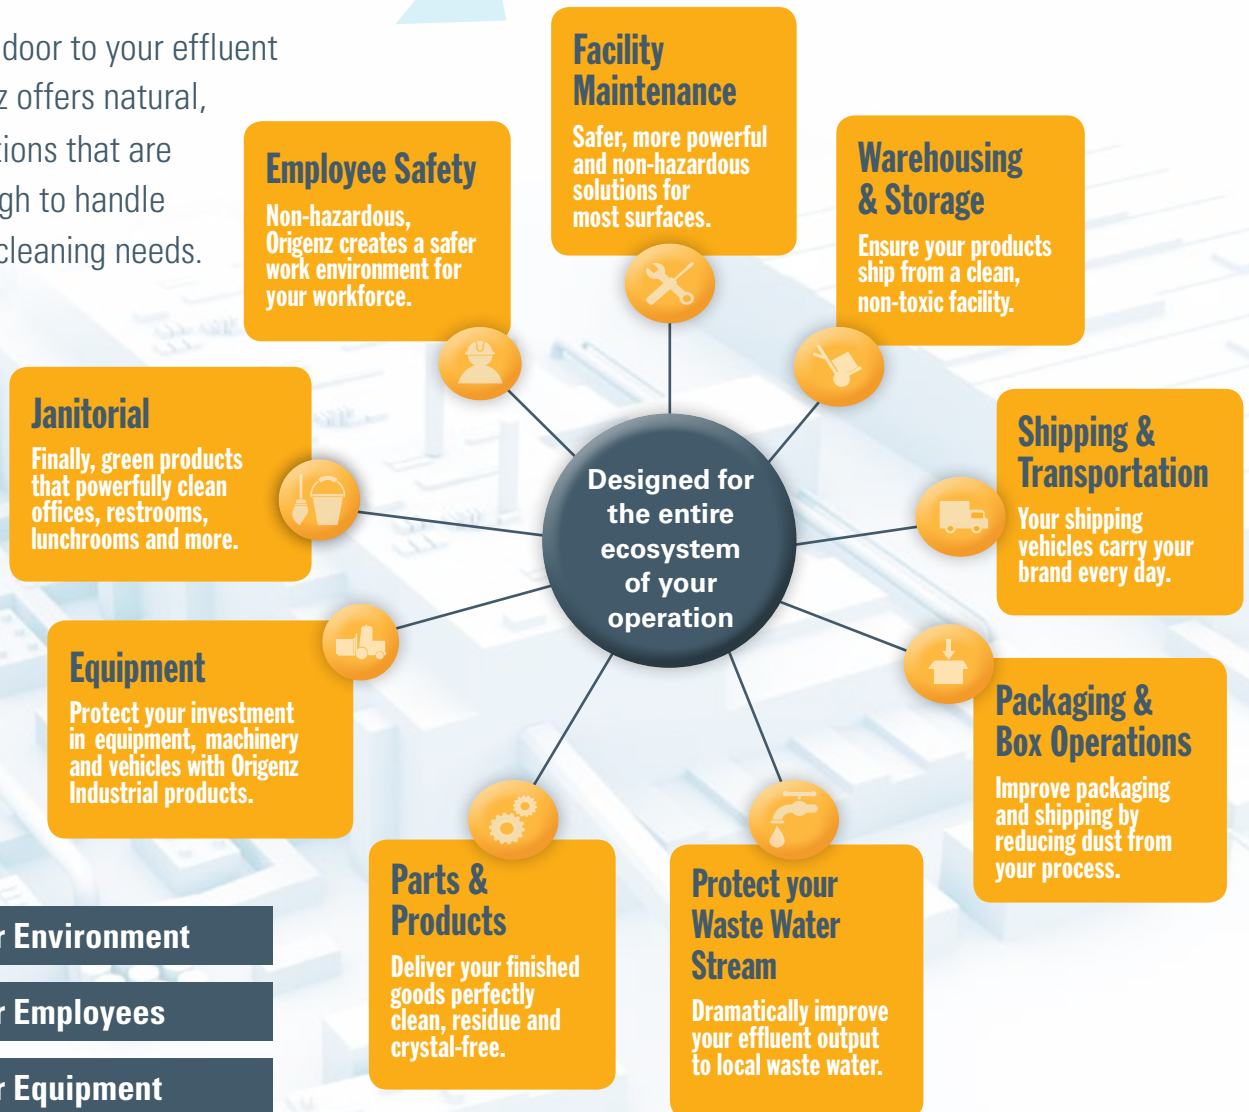 door to your effluent
offers natural,
that are
to handle
cleaning needs.
Facility
Maintenance
Safer, more powerful
and non-hazardous
solutions for
most surfaces.
Employee Safety
Non-hazardous,
Origenz creates a safer
work environment for
your workforce.
Warehousing
& Storage
Ensure your products
ship from a clean,
non-toxic facility.
Janitorial
Finally, green products
that powerfully clean
offices, restrooms,
lunchrooms and more.
Designed for
the entire
ecosystem
of your
operation
Shipping &
Transportation
Your shipping
vehicles carry your
brand every day.
Equipment
Protect your investment
in equipment, machinery
and vehicles with Origenz
Industrial products.
Packaging &
Box Operations
Improve packaging
and shipping by
reducing dust from
your process.
Parts &
Products
Deliver your finished
goods perfectly
clean, residue and
crystal-free.
Protect your
Waste Water
Stream
Dramatically improve
your effluent output
to local waste water.
Environment
Employees
Equipment